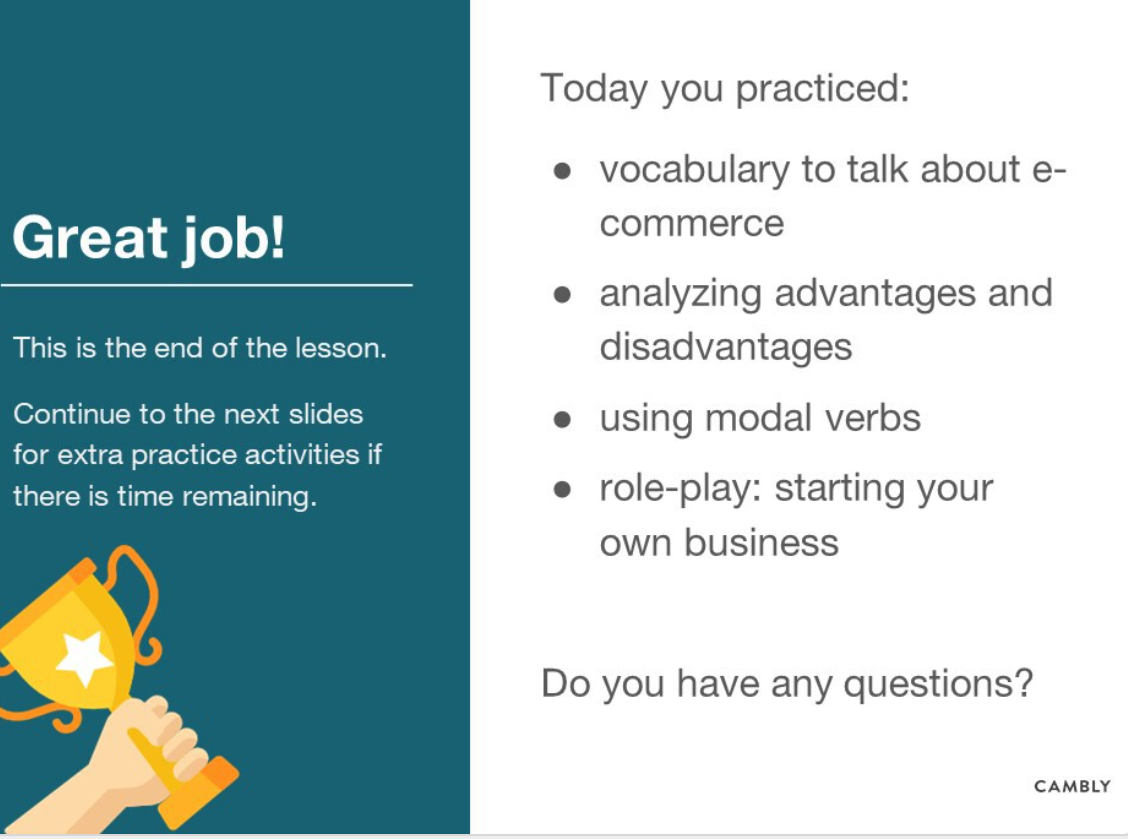 Great job!
This is the end of the lesson.
Continue to the next slides
for extra practice activities if
there is time remaining.
Today you practiced:
● vocabulary to talk about e-
commerce
● analyzing advantages and
disadvantages
● using modal verbs
● role-play: starting your
own business
Do you have any questions?
CAMBLY